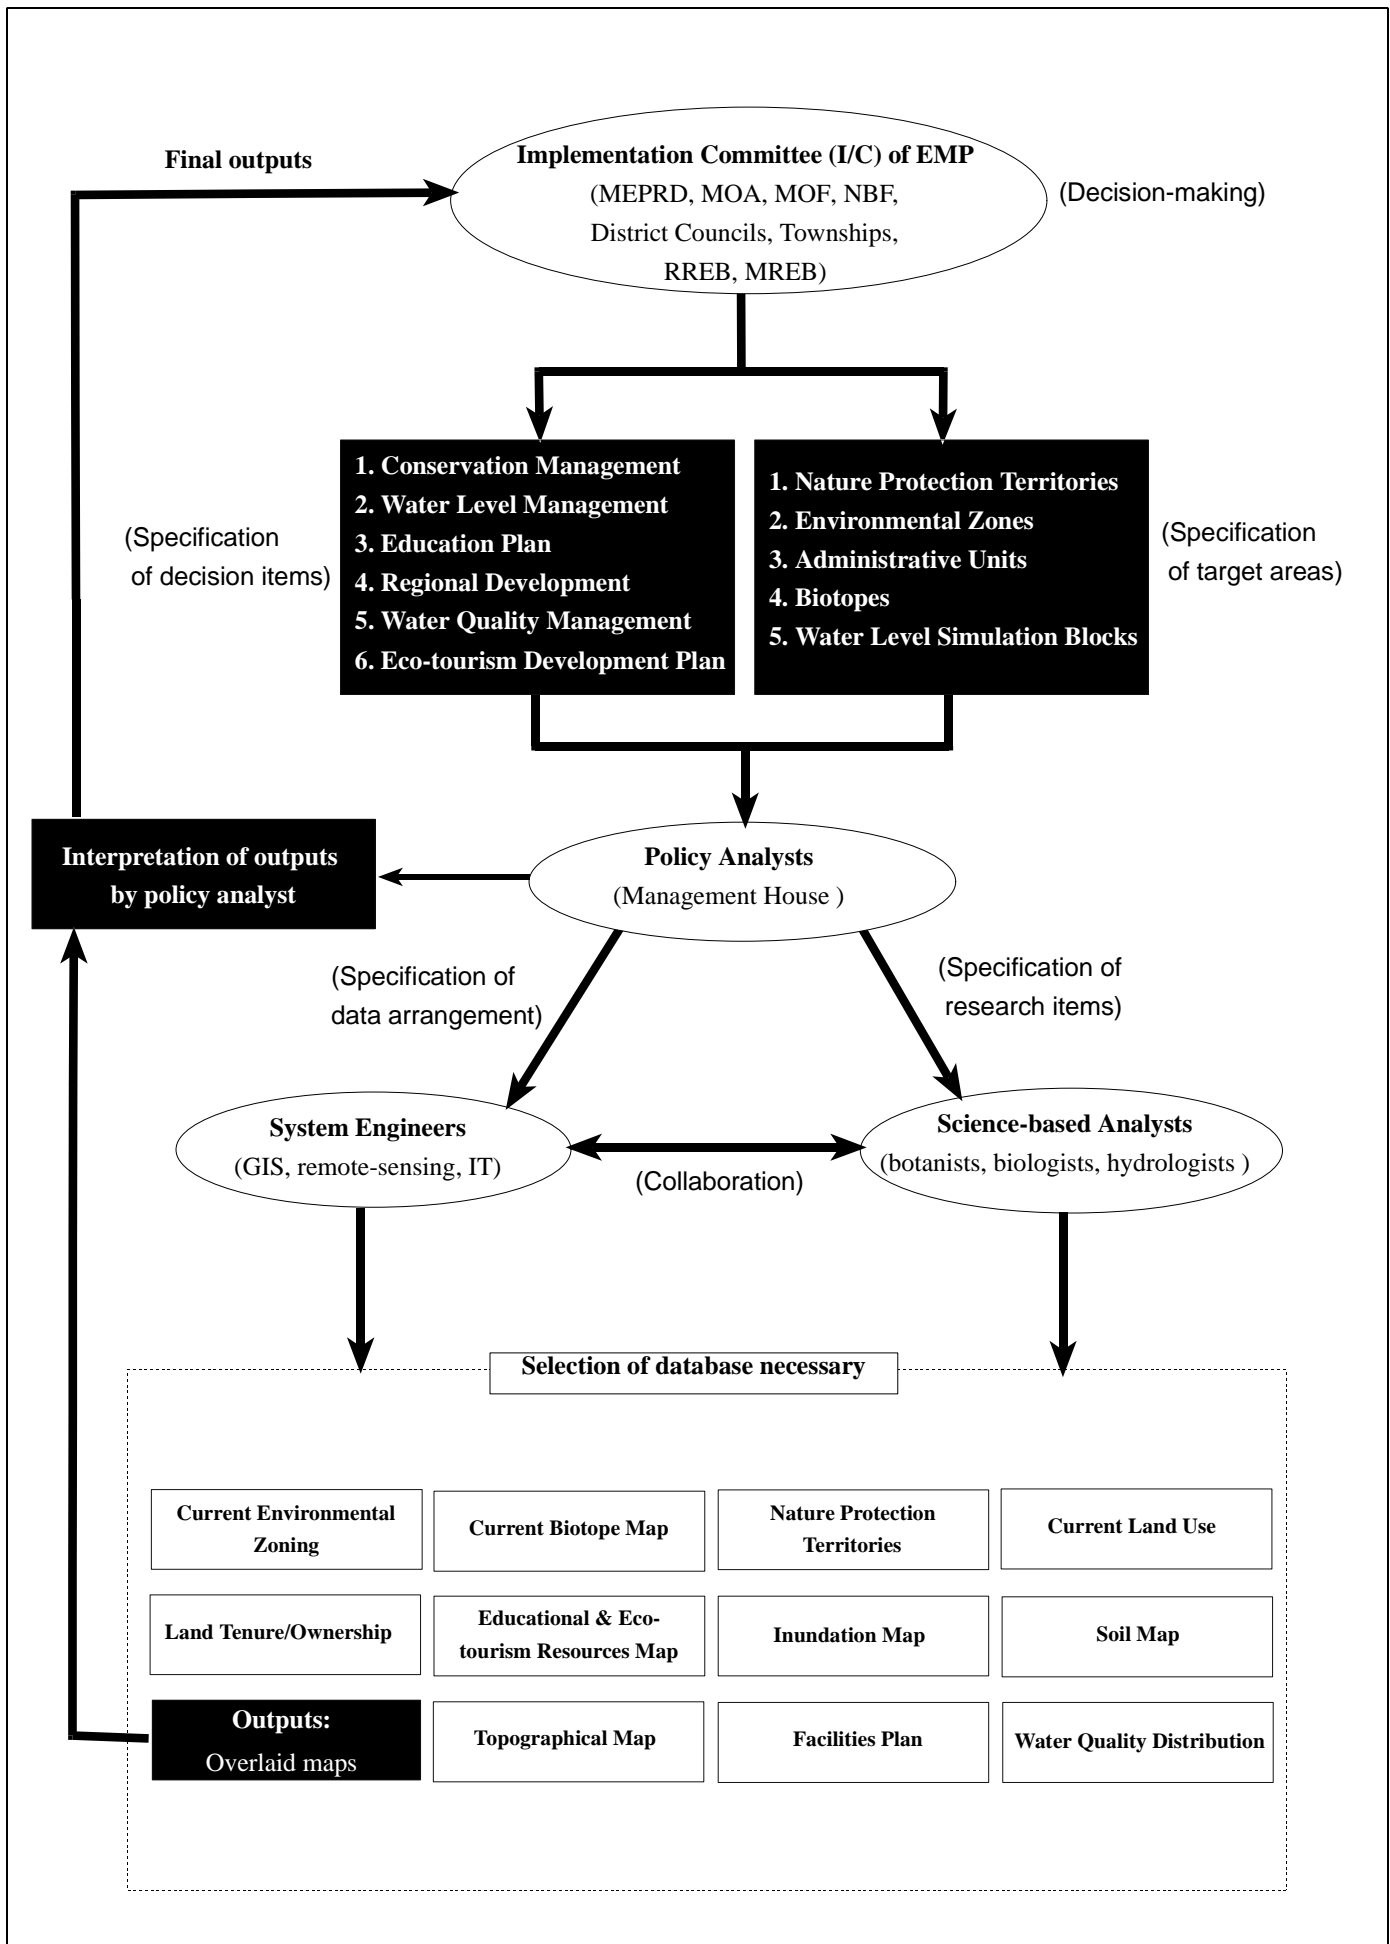 Final outputs
Implementation Committee (I/C) of EMP
(MEPRD, MOA, MOF, NBF,
District Councils, Townships,
RREB, MREB)
(Decision-making)
(Specification
of decision items)
1. Conservation Management
2. Water Level Management
3. Education Plan
4. Regional Development
5. Water Quality Management
6. Eco-tourism Development Plan
1. Nature Protection Territories
2. Environmental Zones
3. Administrative Units
4. Biotopes
5. Water Level Simulation Blocks
(Specification
of target areas)
Interpretation of outputs
by policy analyst
Policy Analysts
(Management House )
(Specification of
data arrangement)
(Specification of
research items)
System Engineers
(GIS, remote-sensing, IT)
(Collaboration)
Science-based Analysts
(botanists, biologists, hydrologists )
Selection of database necessary
Current Environmental
Zoning
Current Biotope Map
Nature Protection
Territories
Current Land Use
Land Tenure/Ownership
Educational & Eco-
tourism Resources Map
Inundation Map
Soil Map
Outputs:
Overlaid maps
Topographical Map
Facilities Plan
Water Quality Distribution